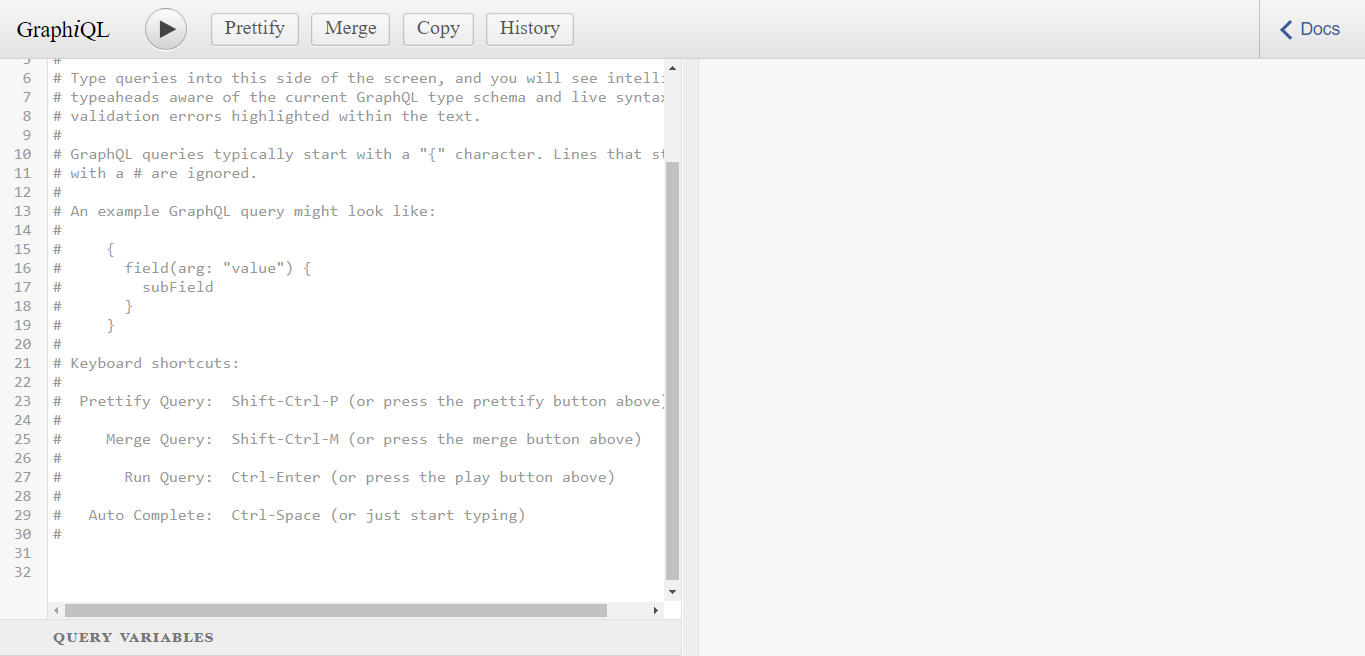 GraphiQL
Prettify
Merge
Copy
History
Docs
5 #
6 # Type queries into this side of the screen, and you will see intelli
7 # typeaheads aware of the current GraphQL type schema and live syntax
8 # validation errors highlighted within the text.
9 #
10 # GraphQL queries typically start with a "{" character. Lines that st
11 # with a # are ignored.
12 #
13 # An example GraphQL query might look like:
14 #
15 #     {
16 #       field(arg: "value") {
17 #         subField
18 #       }
19 #     }
20 #
21 # Keyboard shortcuts:
22 #
23 #  Prettify Query:  Shift-Ctrl-P (or press the prettify button above)
24 #
25 #     Merge Query:  Shift-Ctrl-M (or press the merge button above)
26 #
27 #       Run Query:  Ctrl-Enter (or press the play button above)
28 #
29 #   Auto Complete:  Ctrl-Space (or just start typing)
30 #
31
32
QUERY VARIABLES